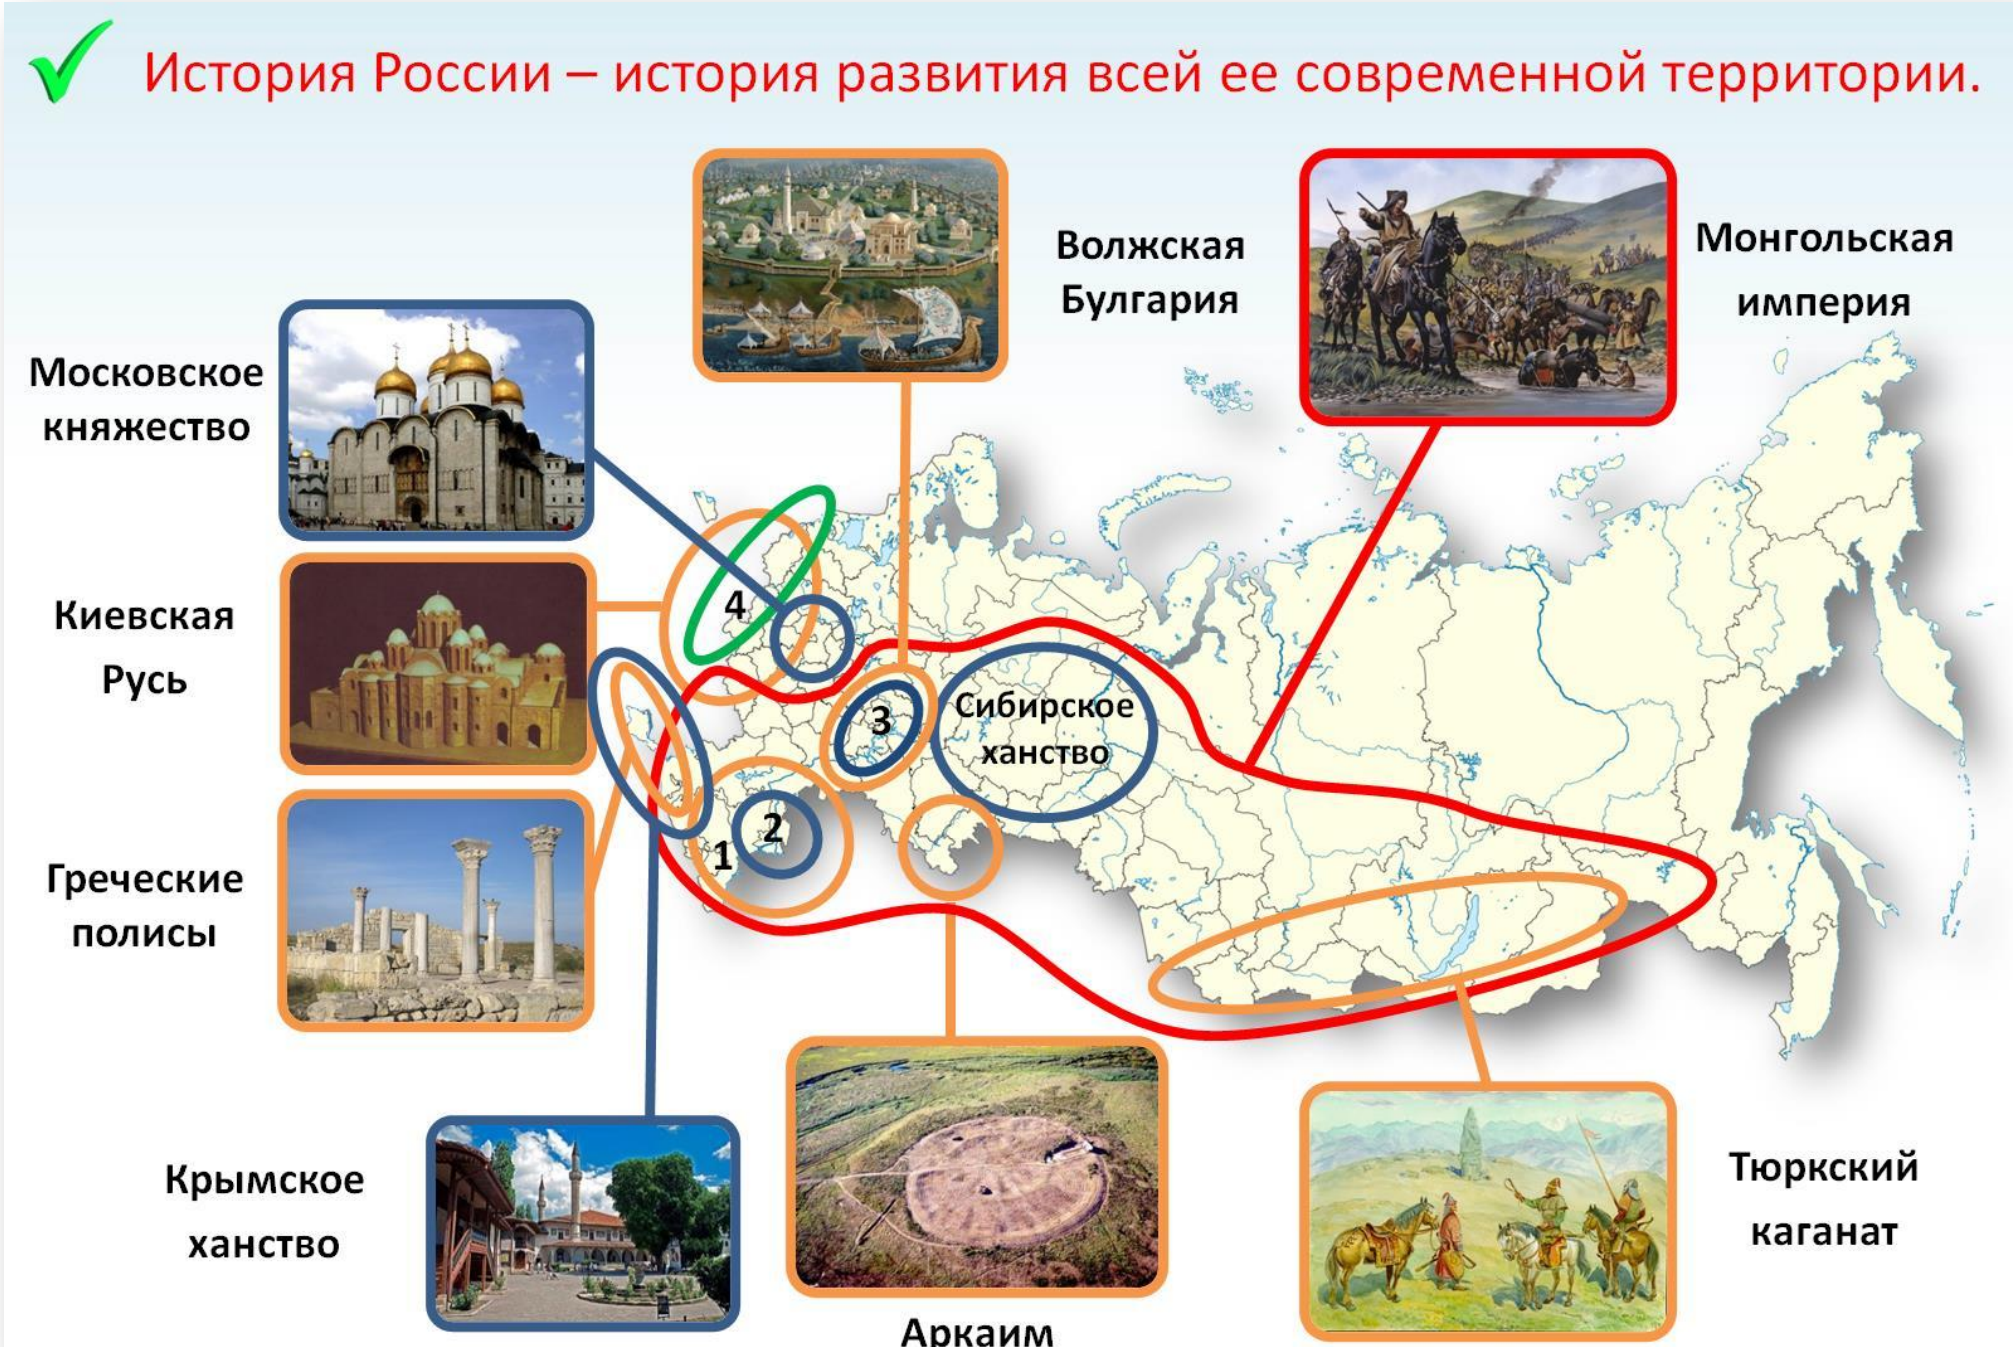 История России – история развития всей ее современной территории.
Волжская
Булгария
Монгольская
империя
Московское
княжество
Киевская
Русь
4
3
Сибирское
ханство
2
1
Греческие
полисы
Крымское
ханство
Аркаим
Тюркский
каганат